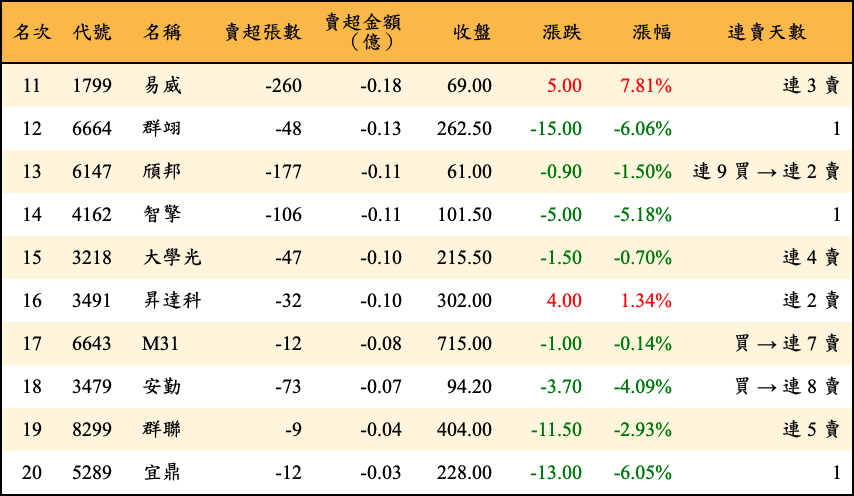 名次 代號 名稱 賣超張數 賣超金額（億） 收盤 漲跌 漲幅 連賣天數
11 1799 易威 -260 -0.18 69.00 5.00 7.81% 連 3 賣
12 6664 群翊 -48 -0.13 262.50 -15.00 -6.06% 1
13 6147 頎邦 -177 -0.11 61.00 -0.90 -1.50% 連 9 買 → 連 2 賣
14 4162 智擎 -106 -0.11 101.50 -5.00 -5.18% 1
15 3218 大學光 -47 -0.10 215.50 -1.50 -0.70% 連 4 賣
16 3491 昇達科 -32 -0.10 302.00 4.00 1.34% 連 2 賣
17 6643 M31 -12 -0.08 715.00 -1.00 -0.14% 買 → 連 7 賣
18 3479 安勤 -73 -0.07 94.20 -3.70 -4.09% 買 → 連 8 賣
19 8299 群聯 -9 -0.04 404.00 -11.50 -2.93% 連 5 賣
20 5289 宜鼎 -12 -0.03 228.00 -13.00 -6.05% 1